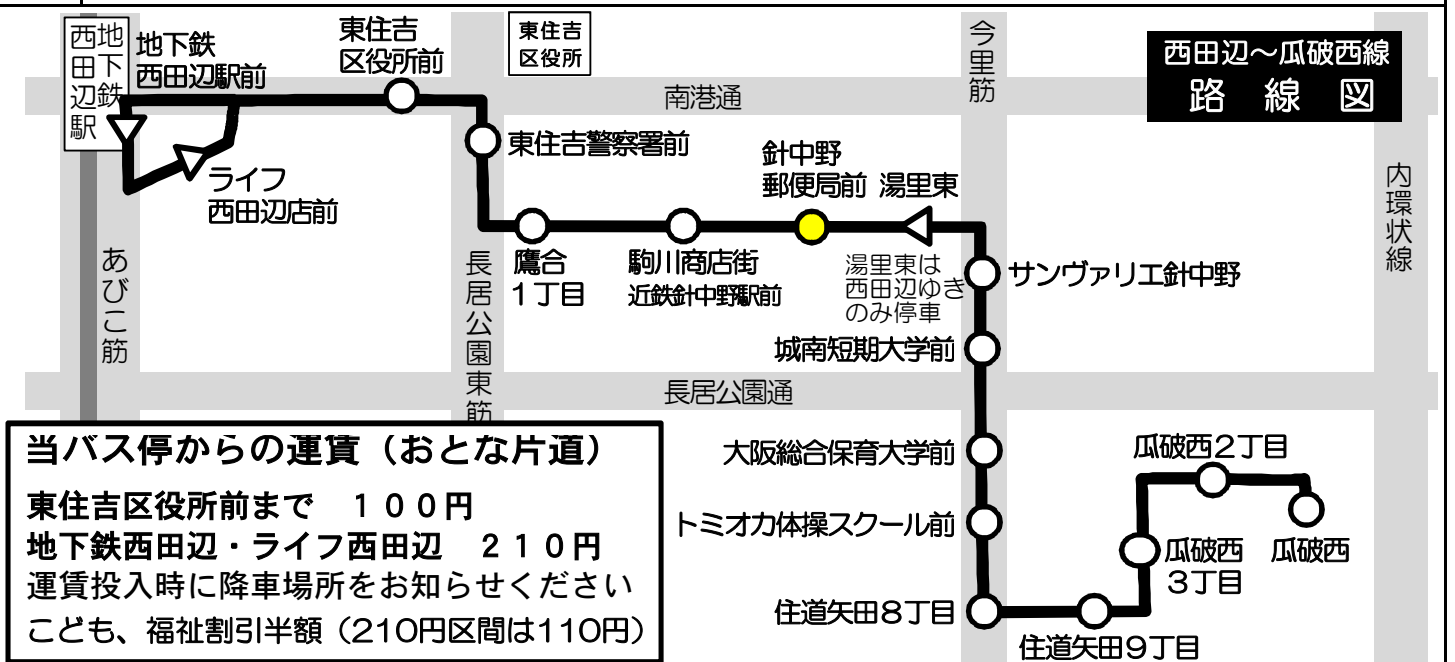 地下鉄
西田辺駅
地下鉄
西田辺駅前
東住吉
区役所前
東住吉
区役所
今里筋
西田辺～瓜破西線
路線図
南港通
東住吉警察署前
針中野
郵便局前
湯里東
ライフ
西田辺店前
内環状線
あびこ筋
長居公園東筋
鷹合
1丁目
駒川商店街
近鉄針中野駅前
湯里東は
西田辺ゆき
のみ停車
サンヴァリエ針中野
城南短期大学前
長居公園通
当バス停からの運賃（おとな片道）
東住吉区役所前まで　１００円
地下鉄西田辺・ライフ西田辺　２１０円
運賃投入時に降車場所をお知らせください
こども、福祉割引半額（210円区間は110円）
大阪総合保育大学前
トミオカ体操スクール前
住道矢田8丁目
住道矢田9丁目
瓜破西2丁目
瓜破西
3丁目
瓜破西